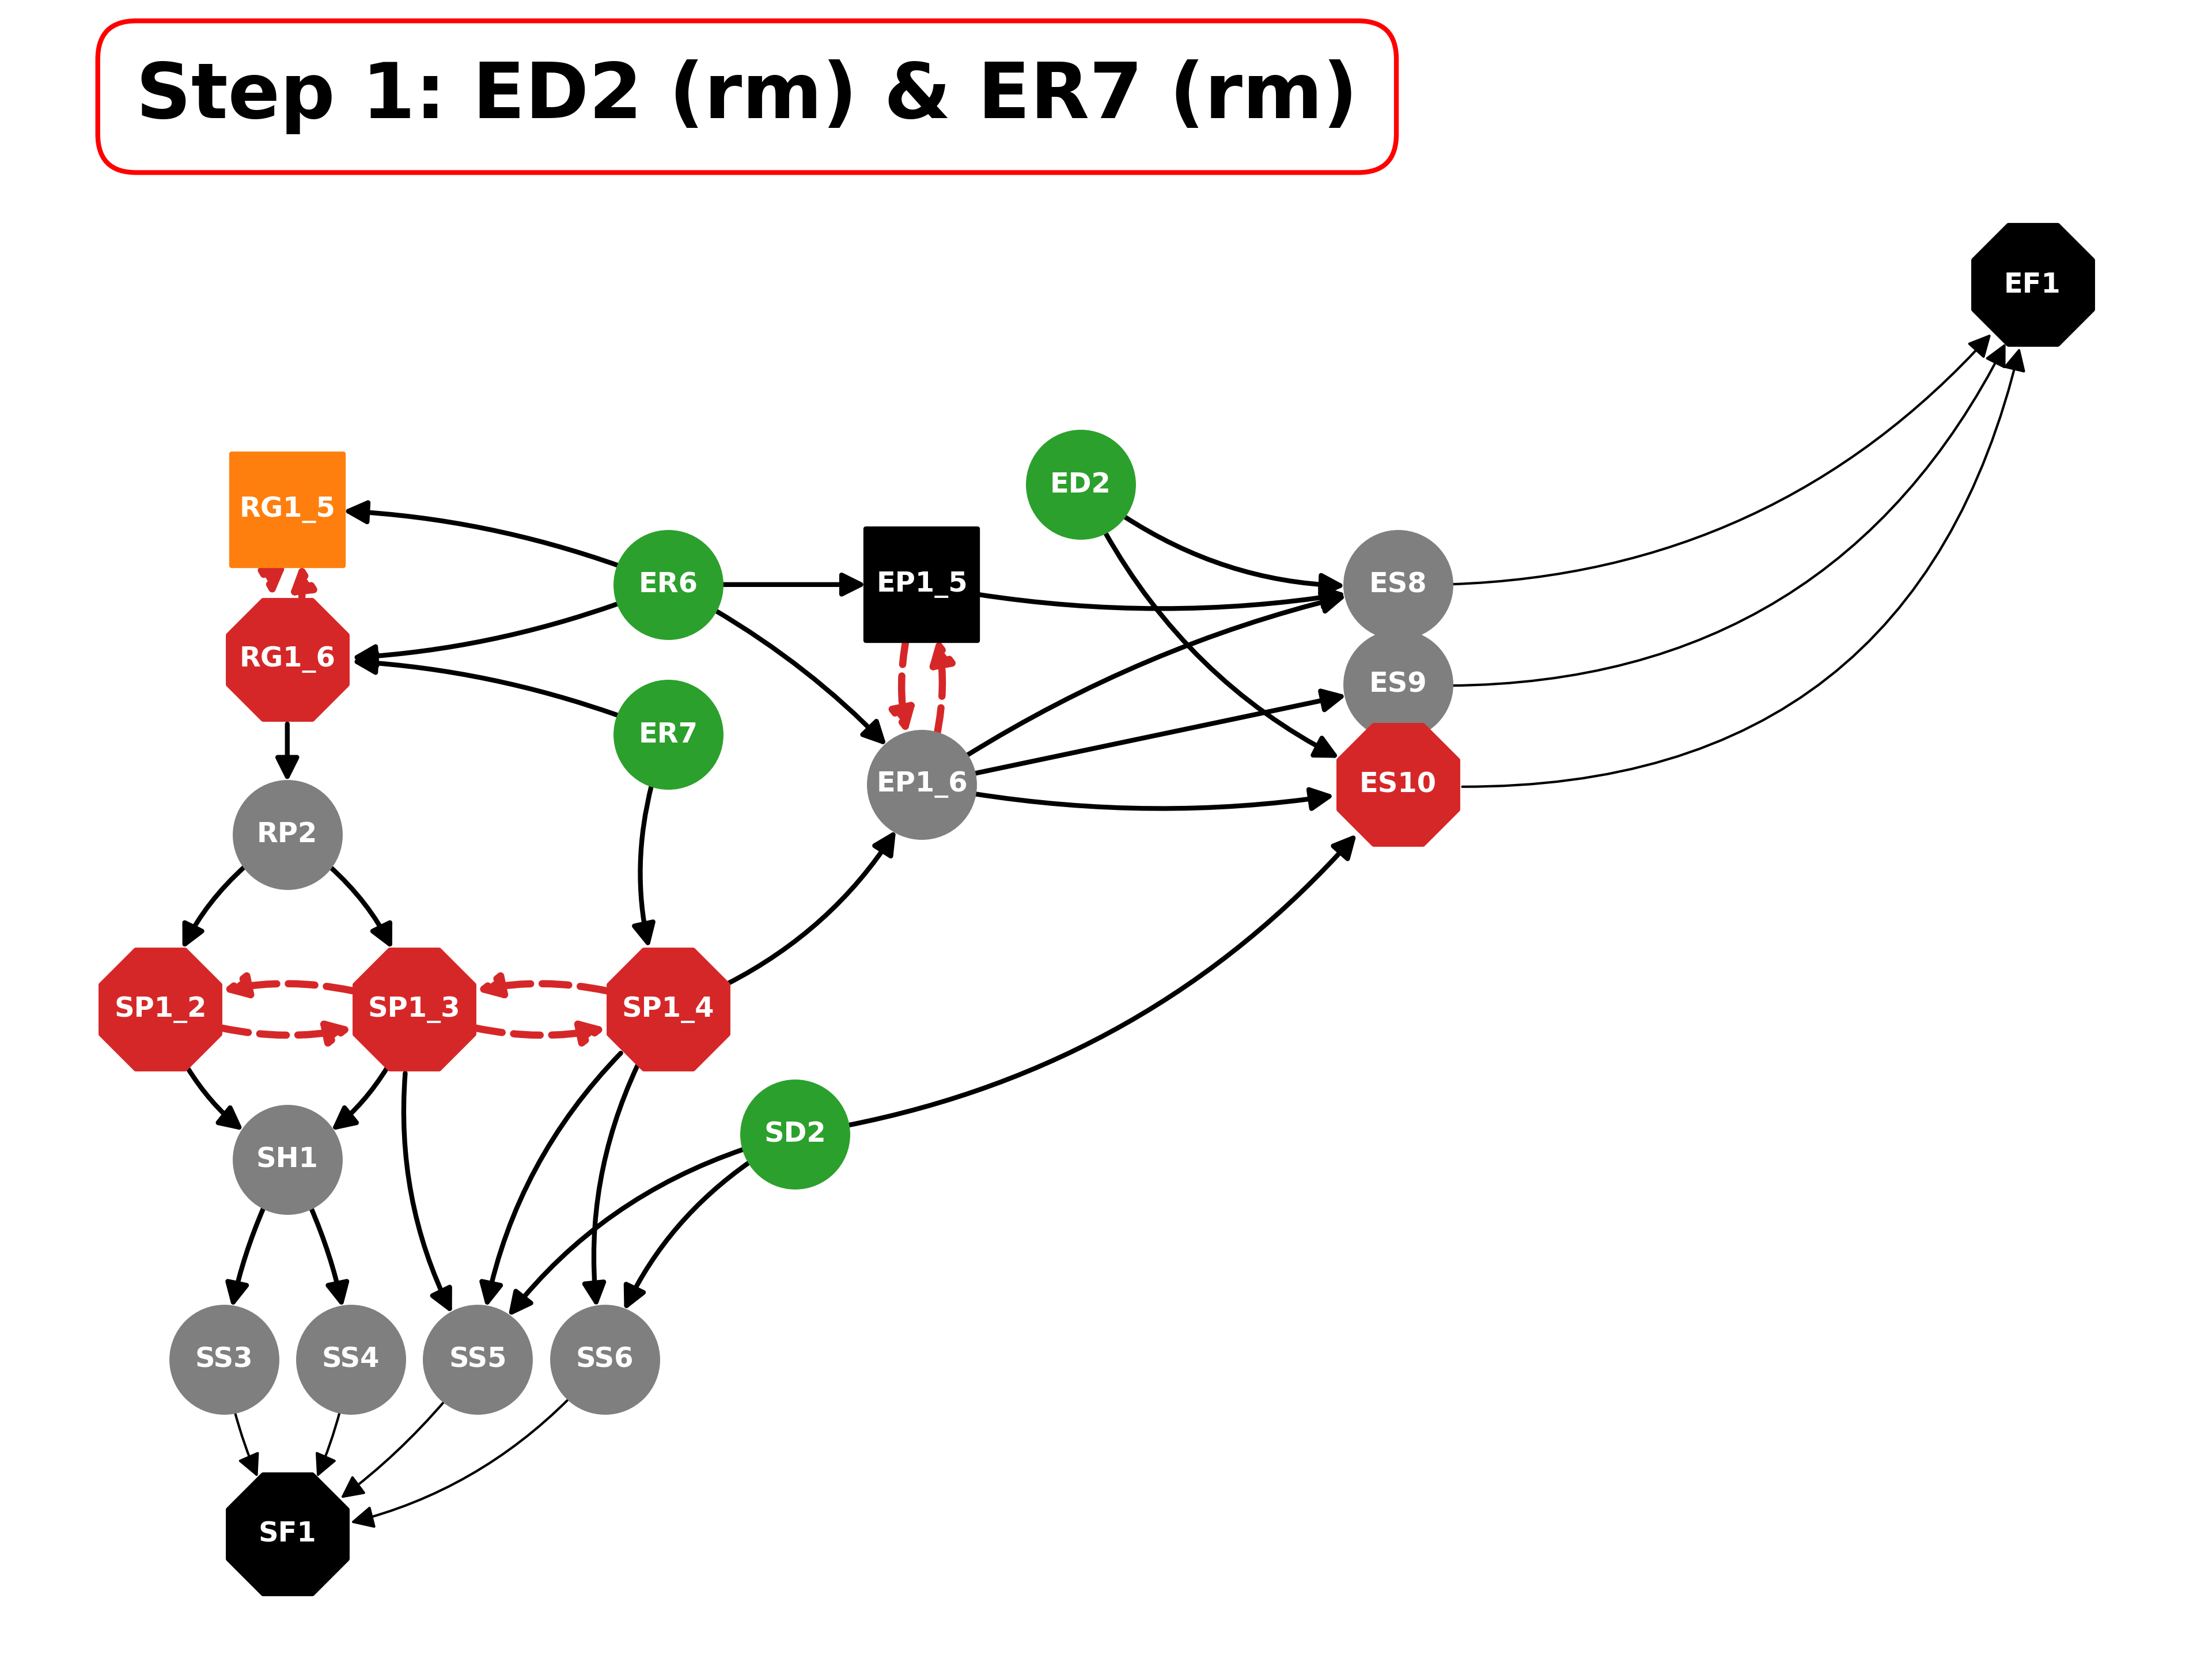 Step 1: ED2 (rm) & ER7 (rm)
EF1
ED2
RG1_5
ER6
EP1_5
ES8
RG1_6
ES9
ER7
EP1_6
ES10
RP2
SP1_2
SP1_3
SP1_4
SD2
SH1
SS3
SS4
SS5
SS6
SF1